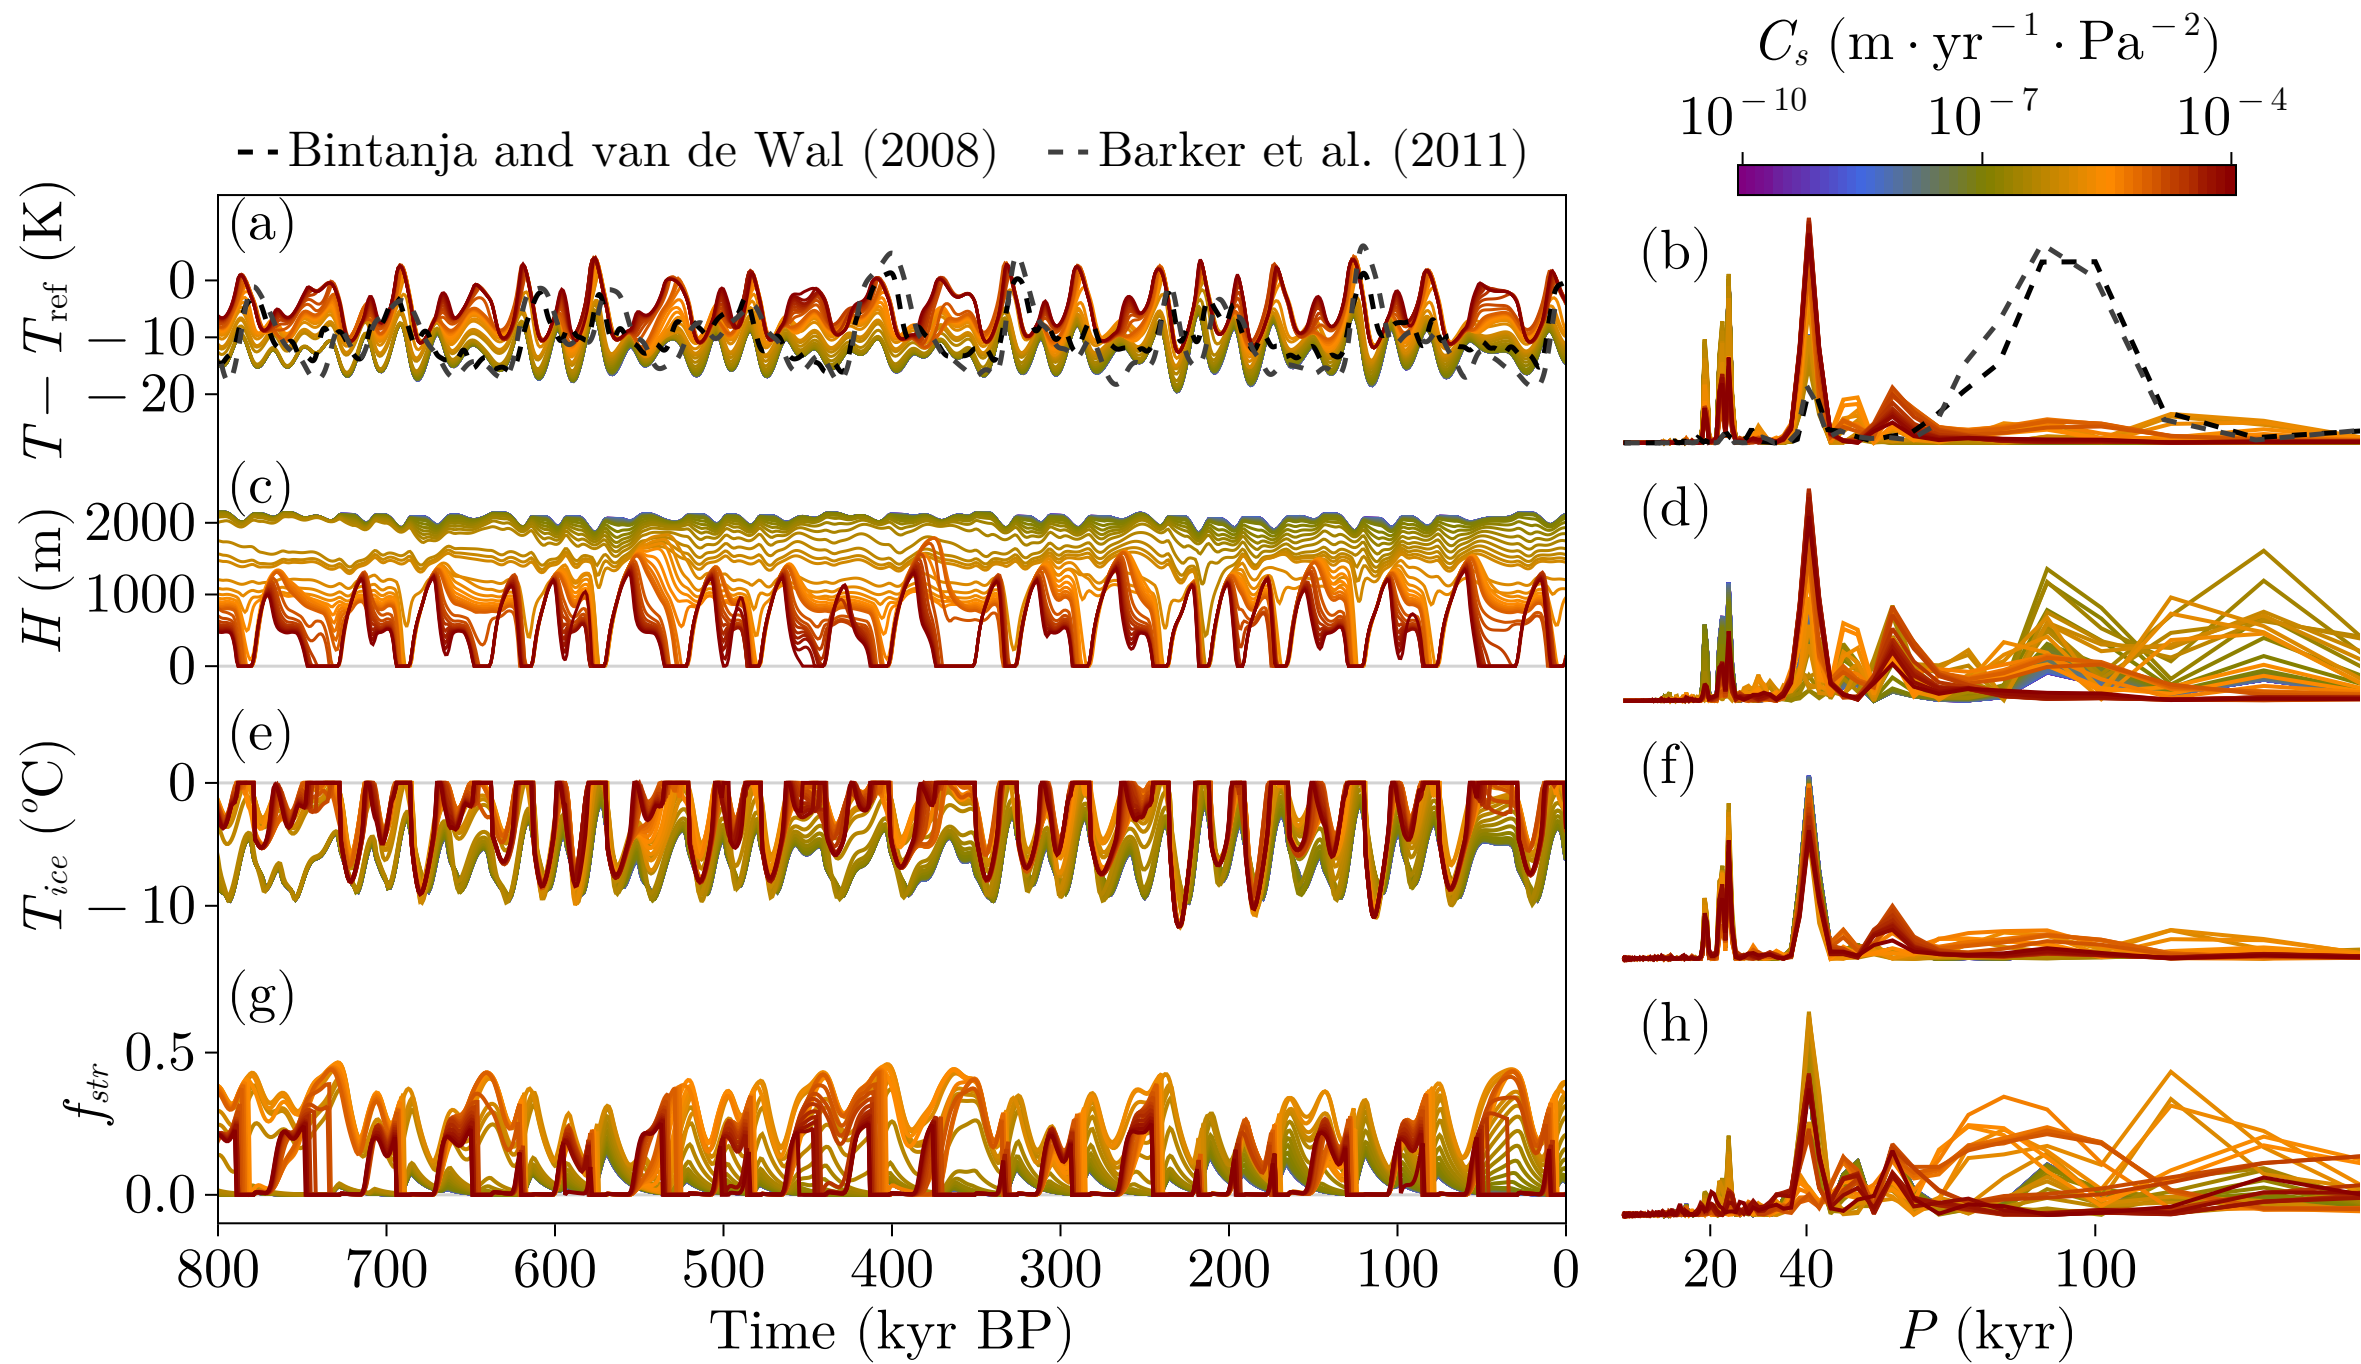 C_s (m · yr^−1 · Pa^−2)
10^−10 10^−7 10^−4
Bintanja and van de Wal (2008) Barker et al. (2011)
(a)
T − T_ref (K)
0
−10
−20
(b)
(c)
H (m)
2000
1000
0
(d)
(e)
T_ice (°C)
0
−10
(f)
(g)
f_str
0.5
0.0
(h)
800 700 600 500 400 300 200 100 0
Time (kyr BP)
20 40 100
P (kyr)